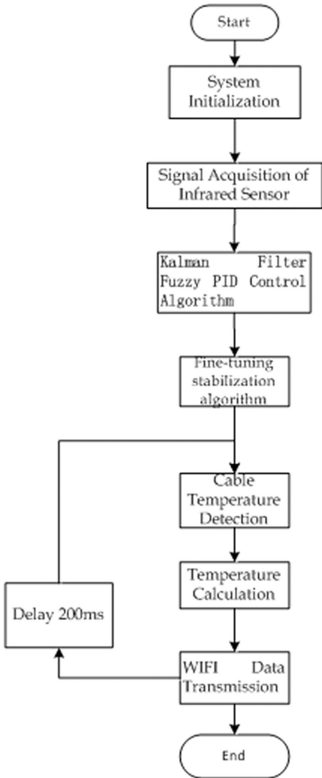 Start
System
Initialization
Signal Acquisition of
Infrared Sensor
Kalman Filter
Fuzzy PID Control
Algorithm
Fine-tuning
stabilization
algorithm
Cable
Temperature
Detection
Temperature
Calculation
Delay 200ms
WIFI Data
Transmission
End